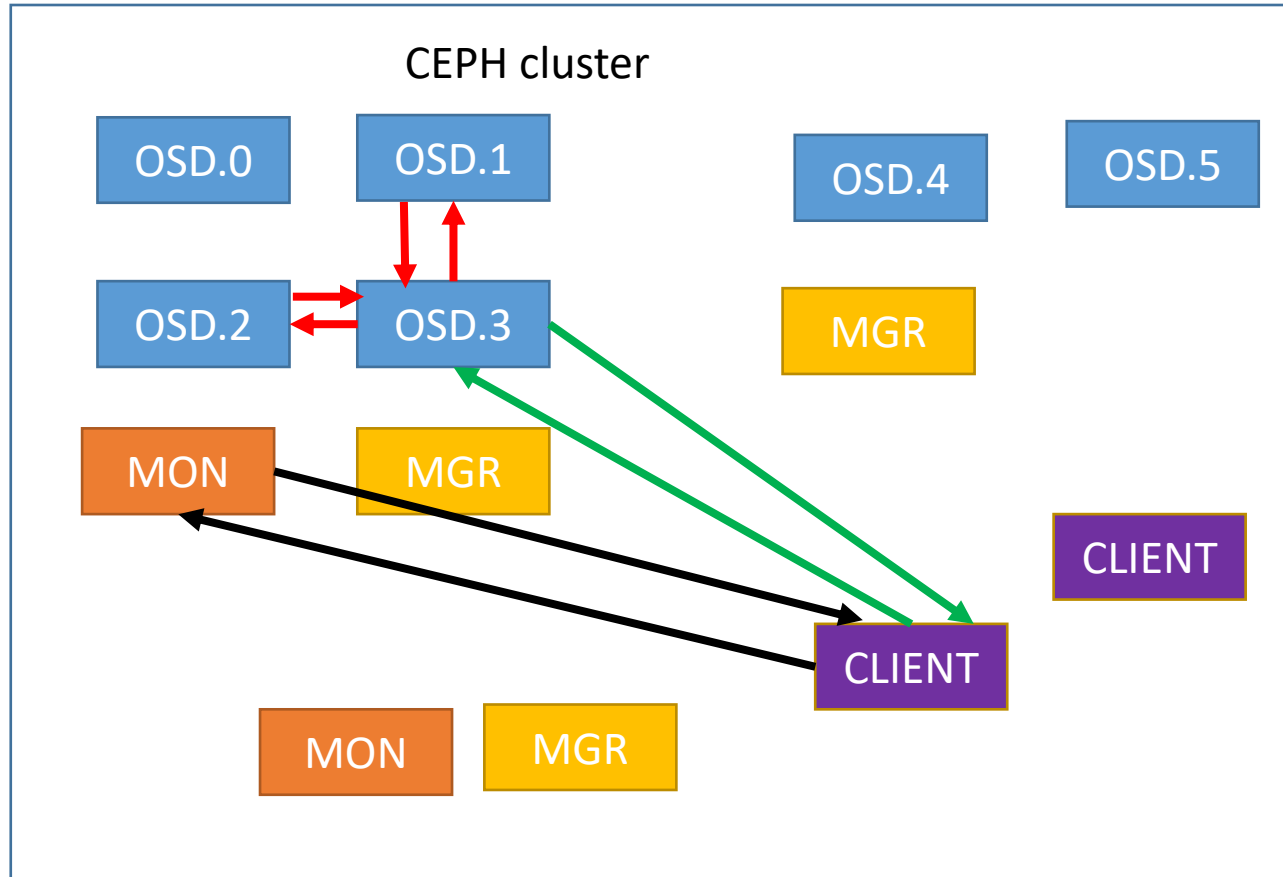 CEPH cluster
OSD.0
OSD.1
OSD.4
OSD.5
OSD.2
OSD.3
MGR
MON
MGR
CLIENT
CLIENT
MON
MGR